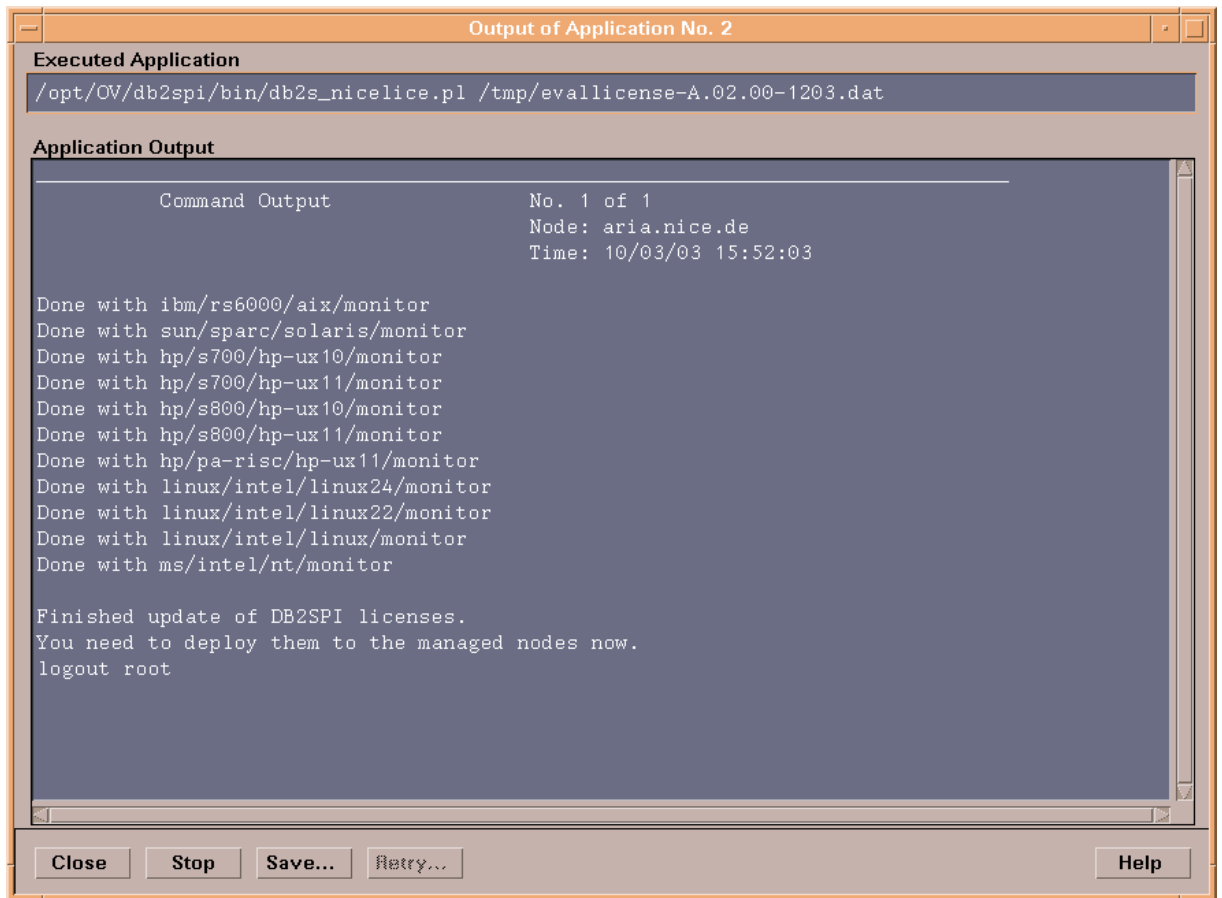 Output of Application No. 2
Executed Application
/opt/OV/db2spi/bin/db2s_nicelice.pl /tmp/evallicense-A.02.00-1203.dat
Application Output
Command Output No. 1 of 1
Node: aria.nice.de
Time: 10/03/03 15:52:03
Done with ibm/rs6000/aix/monitor
Done with sun/sparc/solaris/monitor
Done with hp/s700/hp-ux10/monitor
Done with hp/s700/hp-ux11/monitor
Done with hp/s800/hp-ux10/monitor
Done with hp/s800/hp-ux11/monitor
Done with hp/pa-risc/hp-ux11/monitor
Done with linux/intel/linux24/monitor
Done with linux/intel/linux22/monitor
Done with linux/intel/linux/monitor
Done with ms/intel/nt/monitor
Finished update of DB2SPI licenses.
You need to deploy them to the managed nodes now.
logout root
Close Stop Save... Retry... Help